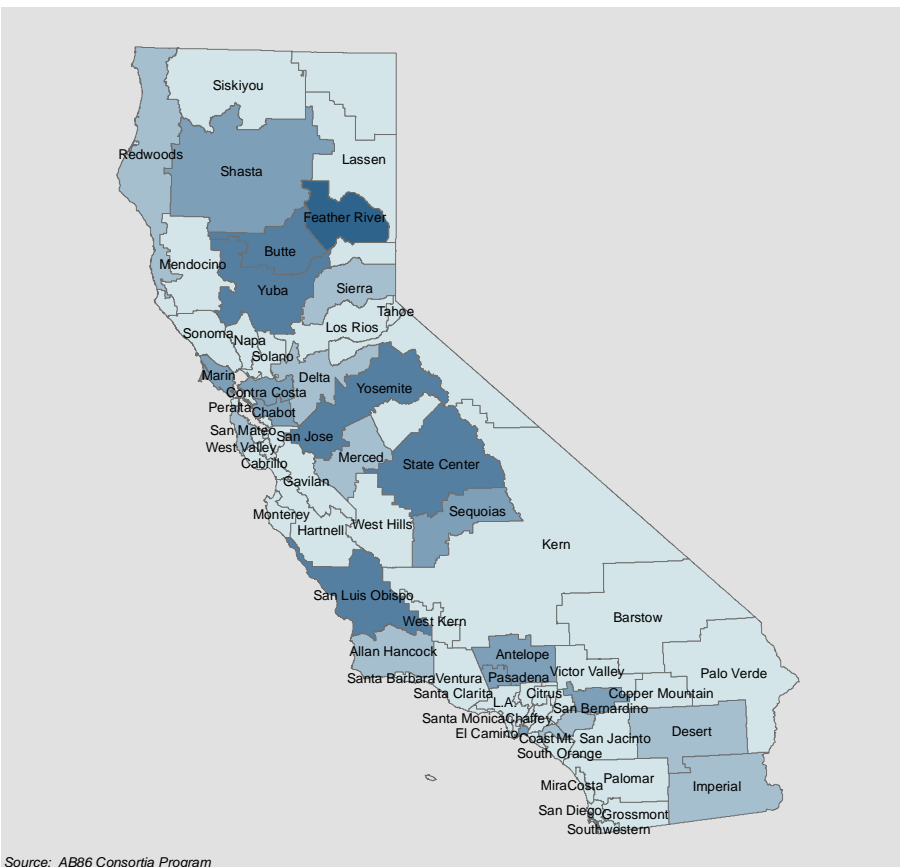 Siskiyou
Redwoods
Lassen
Shasta
Feather River
Butte
Mendocino
Yuba
Sierra
Tahoe
Los Rios
Sonoma
Napa
Solano
Marin
Delta
Contra Costa
Yosemite
Peralta
Chabot
San Mateo
San Jose
West Valley
Merced
Cabrillo
State Center
Gavilan
Sequoias
Monterey
West Hills
Hartnell
Kern
San Luis Obispo
Barstow
West Kern
Allan Hancock
Antelope
Victor Valley
Palo Verde
Santa Barbara
Ventura
Pasadena
Santa Clarita
Citrus
Copper Mountain
L.A.
San Bernardino
Santa Monica
Chaffey
El Camino
Coast
Mt. San Jacinto
Desert
South Orange
Palomar
MiraCosta
Imperial
San Diego
Grossmont
Southwestern
Source: AB86 Consortia Program